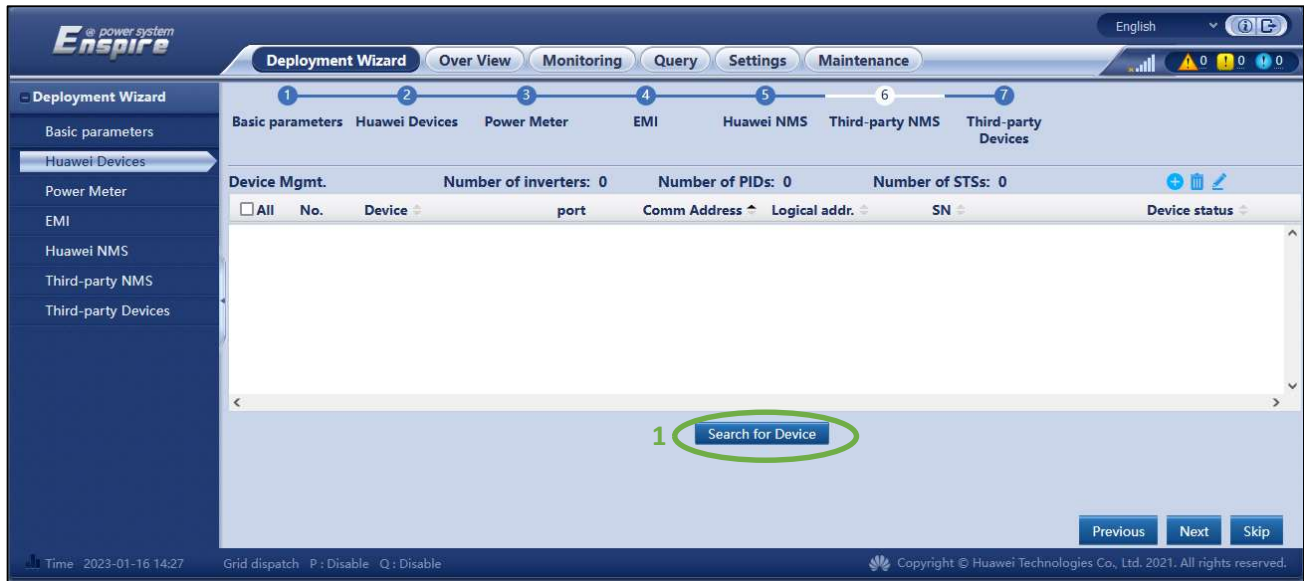 @ power system
Enspire
English
Deployment Wizard Over View Monitoring Query Settings Maintenance
0 0 0
Deployment Wizard
Basic parameters
Huawei Devices
Power Meter
EMI
Huawei NMS
Third-party NMS
Third-party Devices
1 2 3 4 5 6 7
Basic parameters Huawei Devices Power Meter EMI Huawei NMS Third-party NMS Third-party
Devices
Device Mgmt. Number of inverters: 0 Number of PIDs: 0 Number of STSs: 0
All No. Device port Comm Address Logical addr. SN Device status
1 Search for Device
Previous Next Skip
Time 2023-01-16 14:27 Grid dispatch P : Disable Q : Disable Copyright © Huawei Technologies Co., Ltd. 2021. All rights reserved.